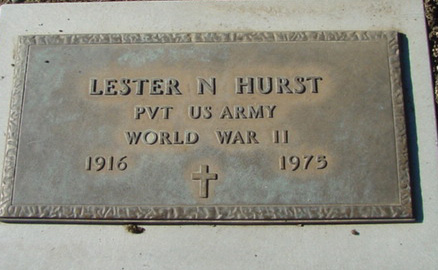 LESTER N HURST
PVT US ARMY
WORLD WAR II
1916 1975